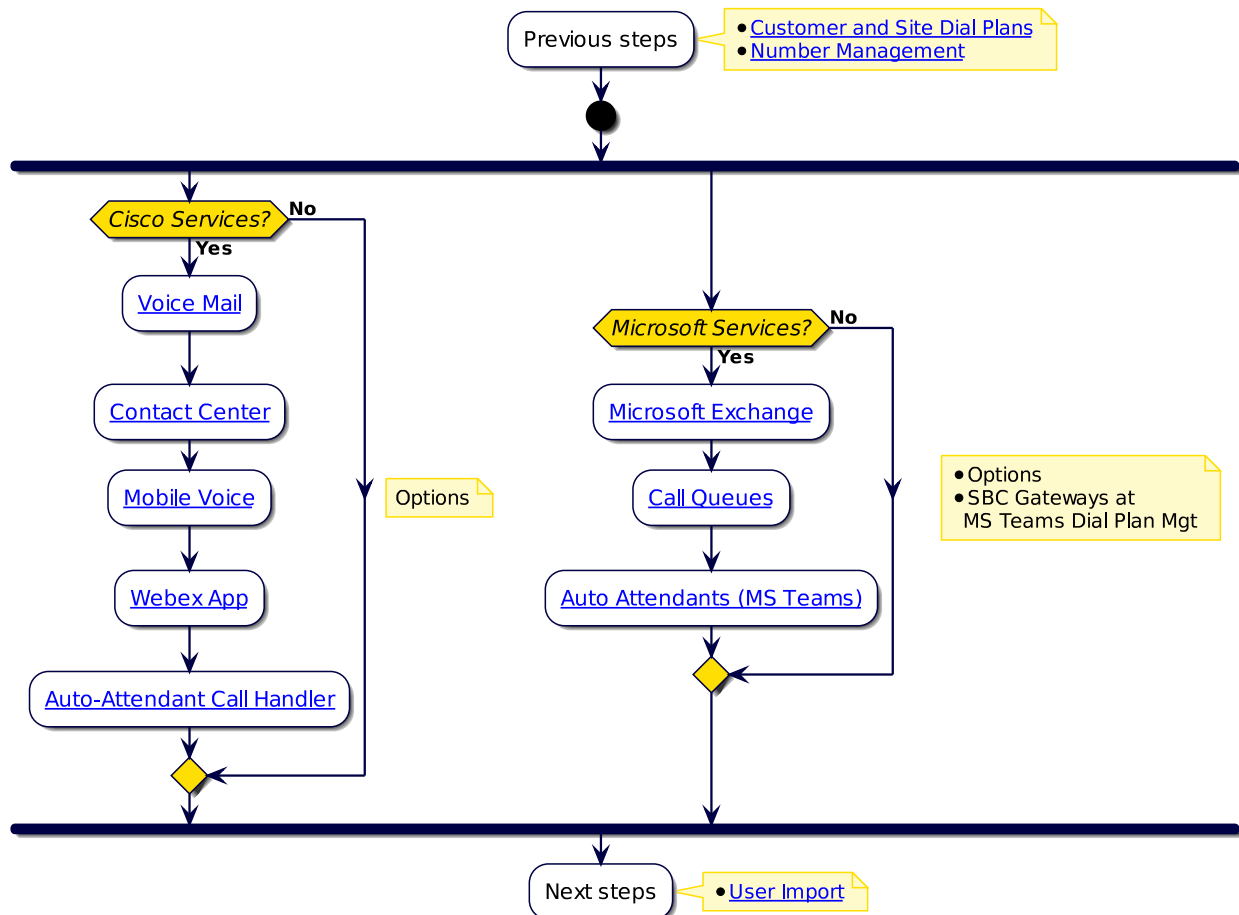 Previous steps
Customer and Site Dial Plans
Number Management
Cisco Services?
No
Yes
Voice Mail
Contact Center
Mobile Voice
Webex App
Auto-Attendant Call Handler
Options
Microsoft Services?
No
Yes
Microsoft Exchange
Call Queues
Auto Attendants (MS Teams)
Options
SBC Gateways at
MS Teams Dial Plan Mgt
Next steps
User Import